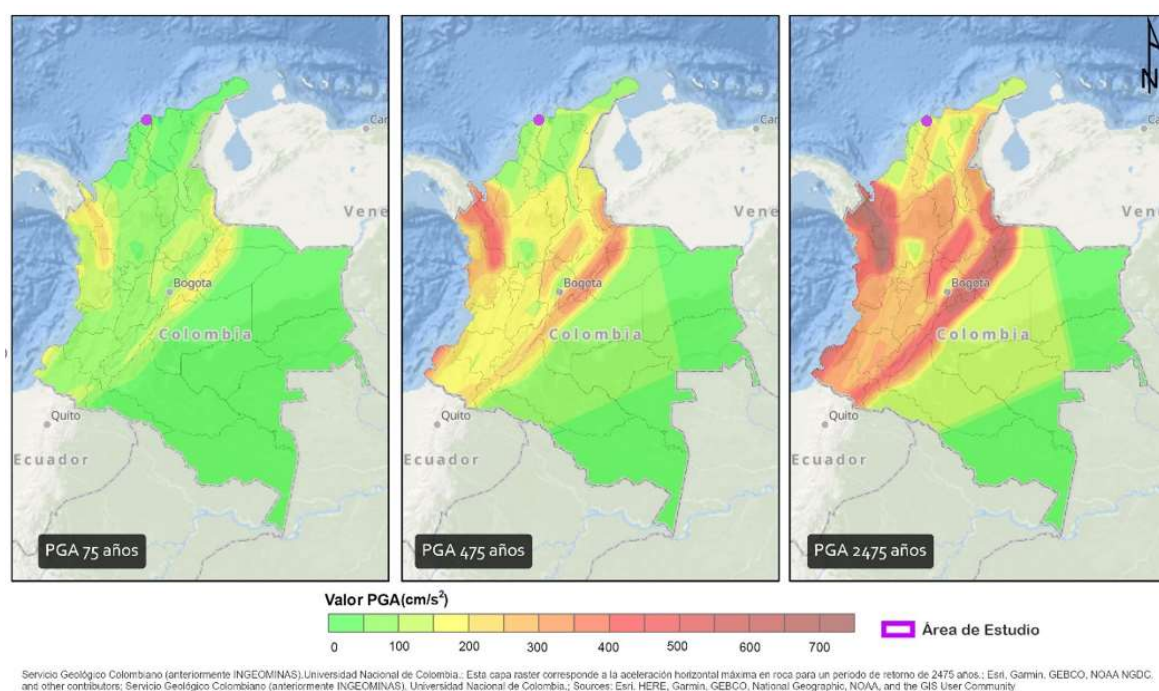 Car
Vene
Bogota
Colombia
Quito
Ecuador
PGA 75 años
Car
Vene
Bogota
Colombia
Quito
Ecuador
PGA 475 años
N
Car
Vene
Bogota
Colombia
Quito
Ecuador
PGA 2475 años
Valor PGA(cm/s²)
0 100 200 300 400 500 600 700
Área de Estudio
Servicio Geológico Colombiano (anteriormente INGEOMINAS).Universidad Nacional de Colombia.; Esta capa raster corresponde a la aceleración horizontal máxima en roca para un periodo de retorno de 2475 años.; Esri, Garmin, GEBCO, NOAA NGDC,
and other contributors; Servicio Geológico Colombiano (anteriormente INGEOMINAS), Universidad Nacional de Colombia.; Sources: Esri, HERE, Garmin, GEBCO, National Geographic, NOAA, and the GIS User Community